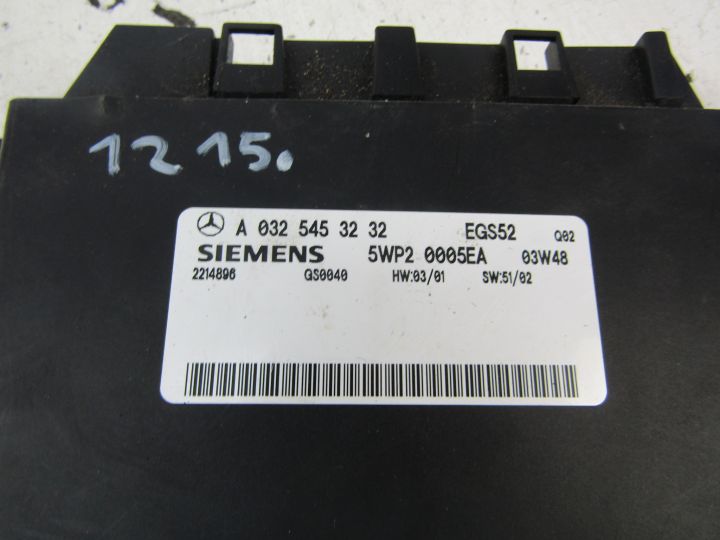 1215.
A 032 545 32 32 EGS52 Q02
SIEMENS 5WP2 0005EA 03W48
2214896 GS0040 HW:03/01 SW:51/02